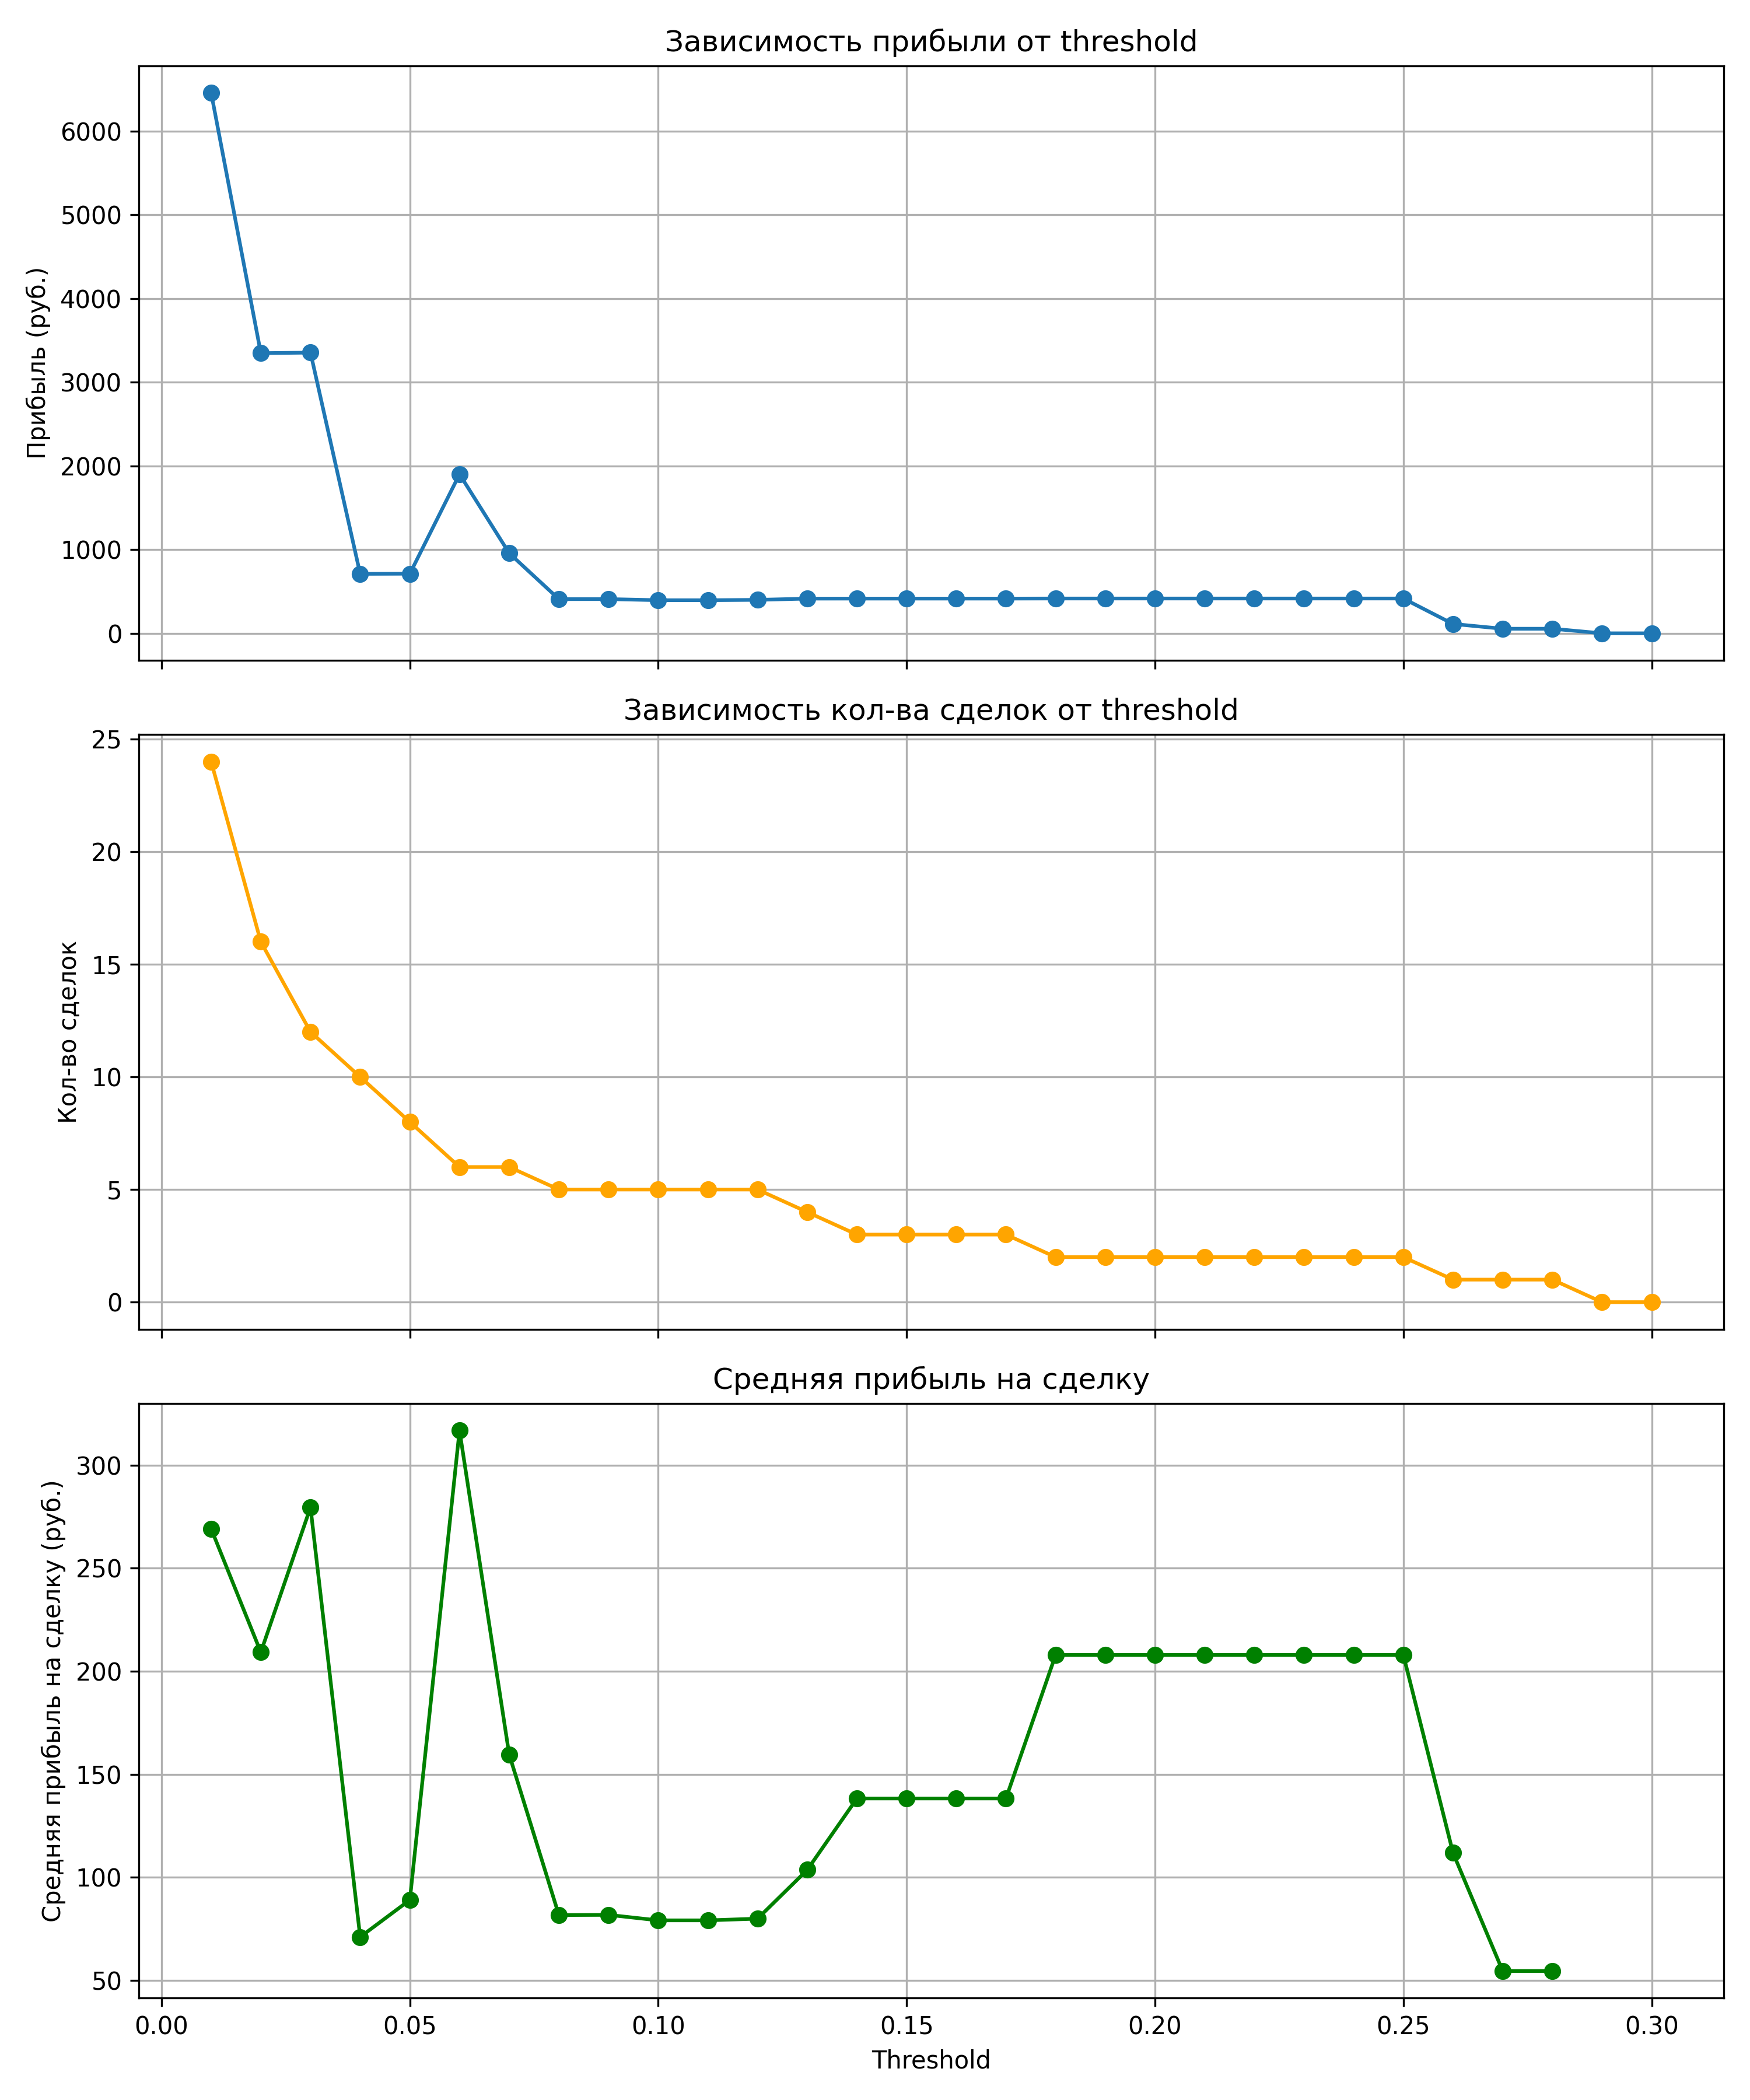 Зависимость прибыли от threshold
Прибыль (руб.)
6000
5000
4000
3000
2000
1000
0
Зависимость кол-ва сделок от threshold
Кол-во сделок
25
20
15
10
5
0
Средняя прибыль на сделку
Средняя прибыль на сделку (руб.)
300
250
200
150
100
50
0.00 0.05 0.10 0.15 0.20 0.25 0.30
Threshold